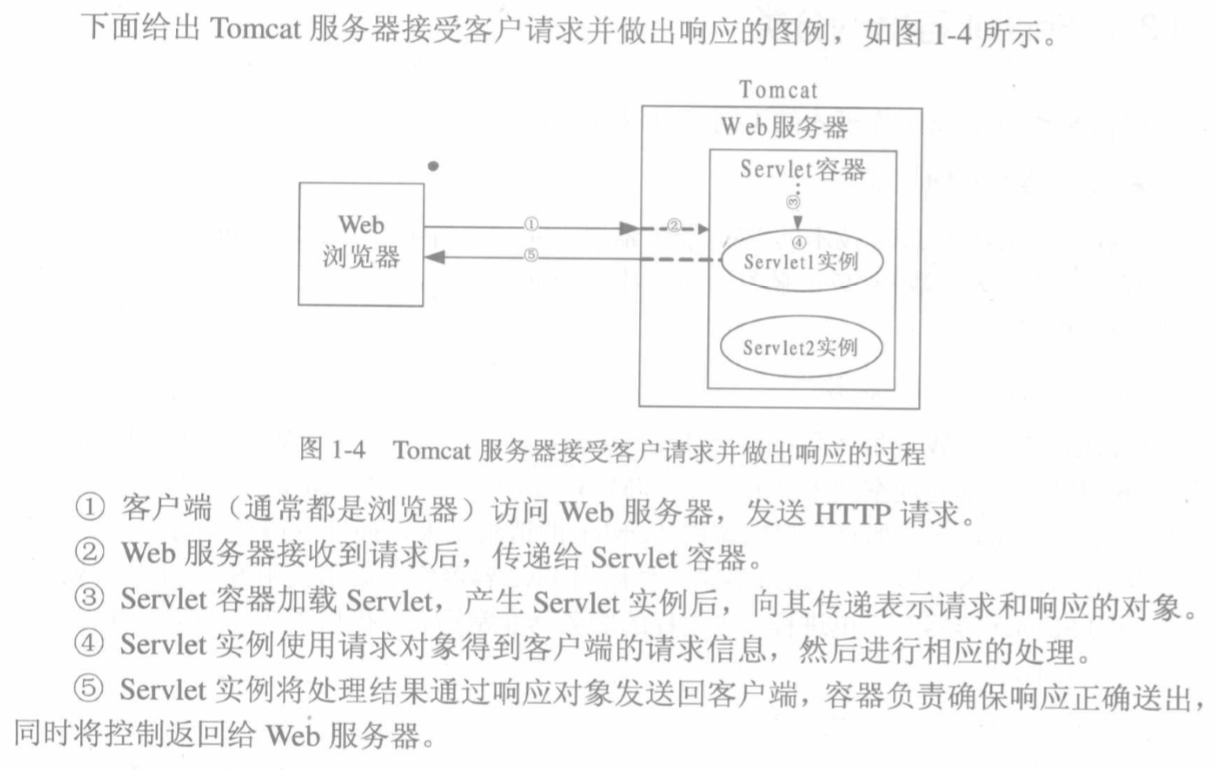 下面给出 Tomcat 服务器接受客户请求并做出响应的图例，如图 1-4 所示。
Tomcat
Web服务器
Servlet容器
③
Web
浏览器
①
②
④
⑤
Servlet1实例
Servlet2实例
图 1-4 Tomcat 服务器接受客户请求并做出响应的过程
① 客户端（通常都是浏览器）访问 Web 服务器，发送 HTTP 请求。
② Web 服务器接收到请求后，传递给 Servlet 容器。
③ Servlet 容器加载 Servlet，产生 Servlet 实例后，向其传递表示请求和响应的对象。
④ Servlet 实例使用请求对象得到客户端的请求信息，然后进行相应的处理。
⑤ Servlet 实例将处理结果通过响应对象发送回客户端，容器负责确保响应正确送出，
同时将控制返回给 Web 服务器。